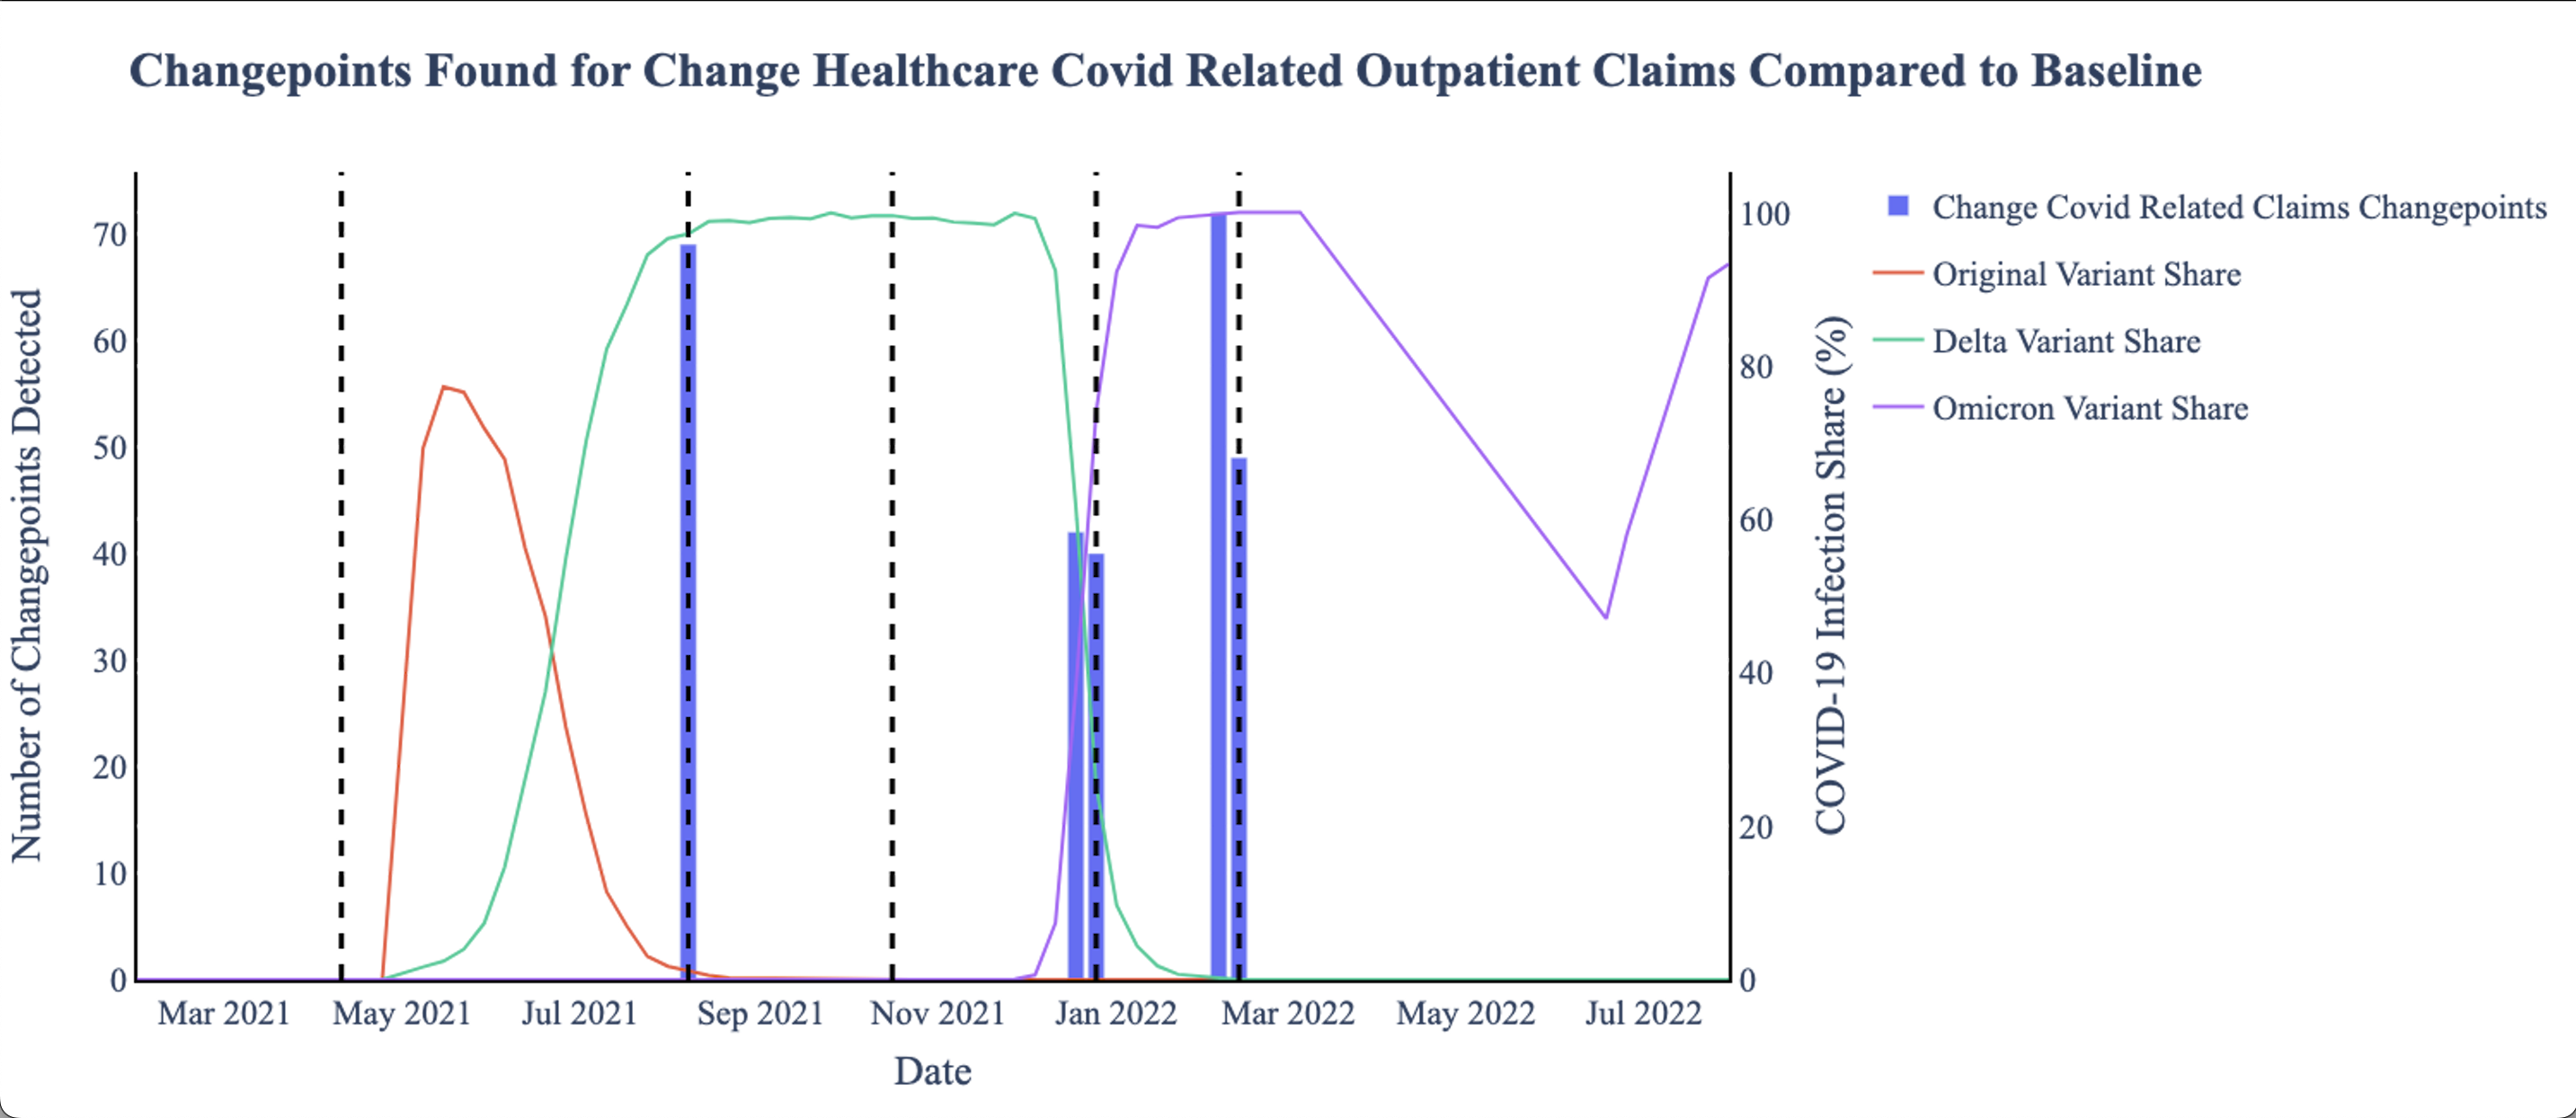 Changepoints Found for Change Healthcare Covid Related Outpatient Claims Compared to Baseline
Number of Changepoints Detected
70
60
50
40
30
20
10
0
100
80
60
40
20
0
COVID-19 Infection Share (%)
Mar 2021
May 2021
Jul 2021
Sep 2021
Nov 2021
Jan 2022
Mar 2022
May 2022
Jul 2022
Date
Change Covid Related Claims Changepoints
Original Variant Share
Delta Variant Share
Omicron Variant Share